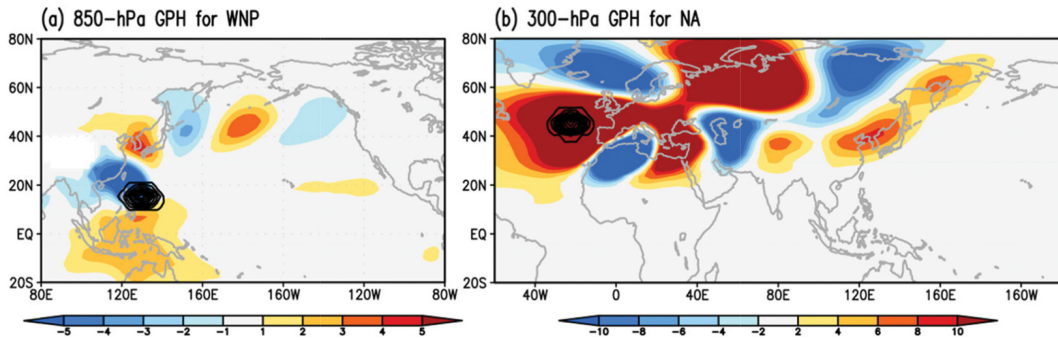 (a) 850-hPa GPH for WNP
80N
60N
40N
20N
EQ
20S
80E 120E 160E 160W 120W 80W
-5 -4 -3 -2 -1 1 2 3 4 5
(b) 300-hPa GPH for NA
80N
60N
40N
20N
EQ
20S
40W 0 40E 80E 120E 160E 160W
-10 -8 -6 -4 -2 2 4 6 8 10